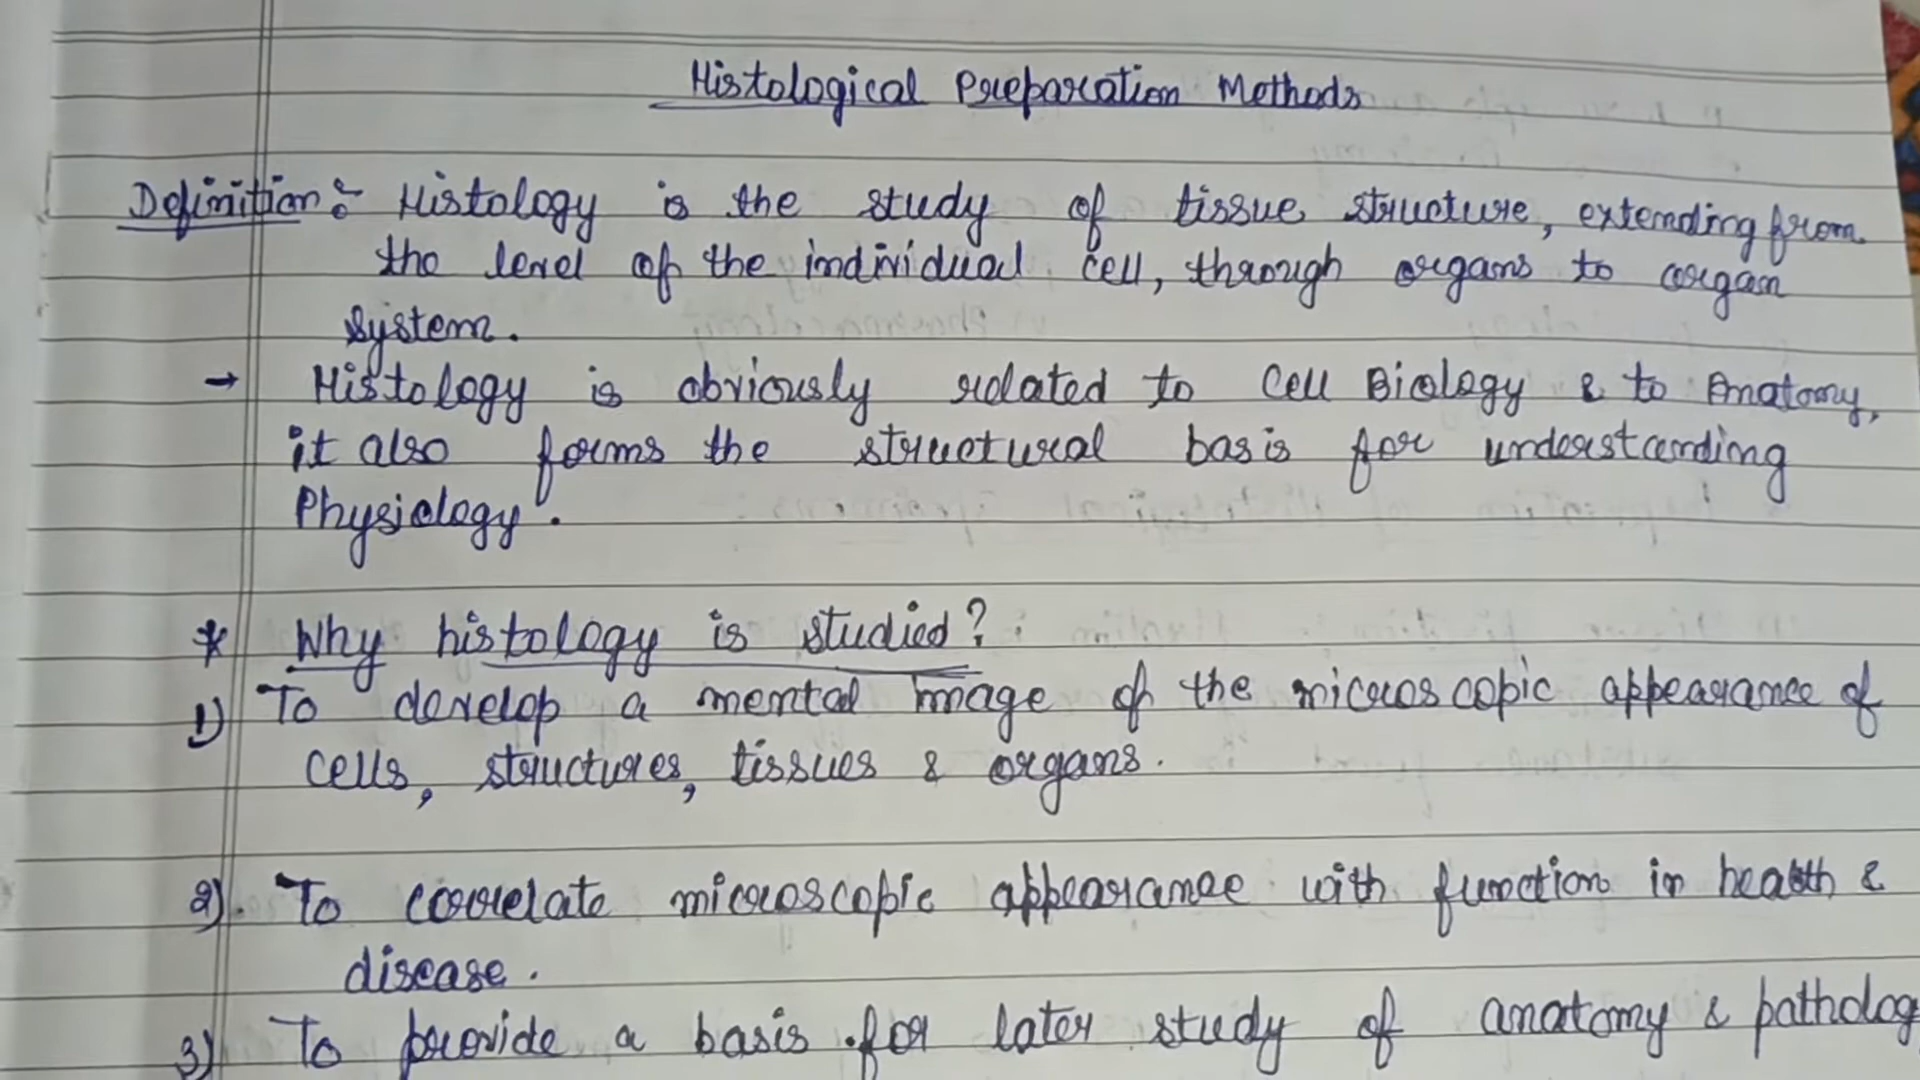 Histological Preparation Methods
Definition :- Histology is the study of tissue structure, extending from
the level of the individual cell, through organs to organ
system.
→ Histology is obviously related to Cell Biology & to Anatomy,
it also forms the structural basis for understanding
Physiology.
* Why histology is studied?
1) To develop a mental image of the microscopic appearance of
cells, structures, tissues & organs.
2) To correlate microscopic appearance with function in health &
disease.
3) To provide a basis for later study of anatomy & patholog